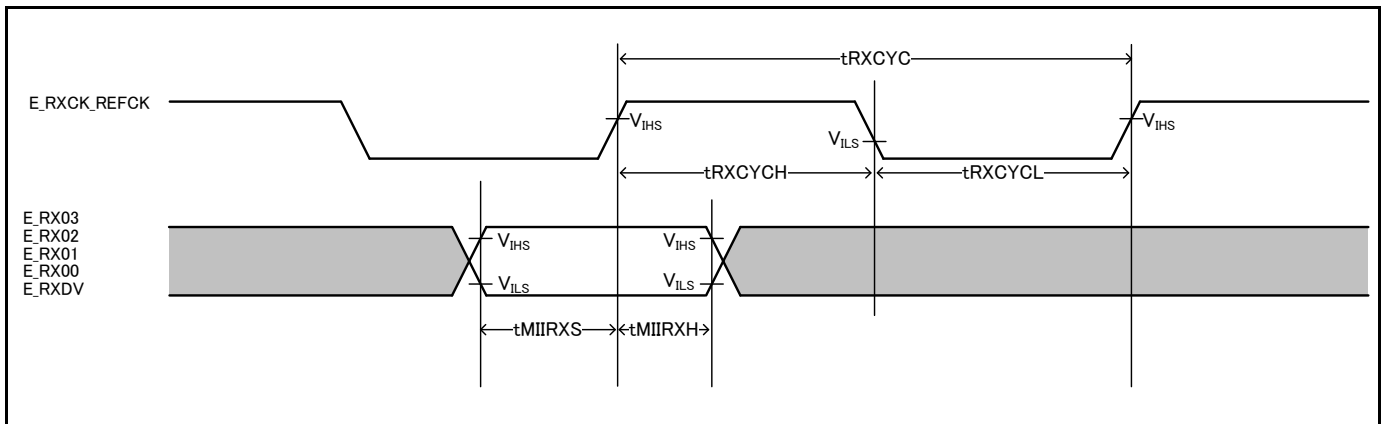 tRXCYC
E_RXCK_REFCK
VIHS
VILS
VIHS
tRXCYCH
tRXCYCL
E_RX03
E_RX02
E_RX01
E_RX00
E_RXDV
VIHS
VIHS
VILS
VILS
tMIIRXS
tMIIRXH